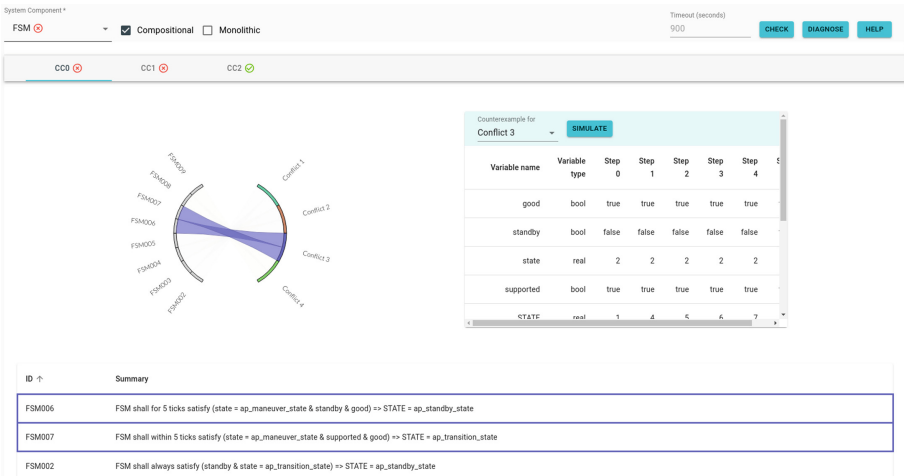 System Component *
FSM
Compositional
Monolithic
Timeout (seconds)
900
CHECK
DIAGNOSE
HELP
CC0
CC1
CC2
FSM009
FSM008
FSM007
FSM006
FSM005
FSM004
FSM003
FSM002
Conflict 1
Conflict 2
Conflict 3
Conflict 4
Counterexample for
Conflict 3
SIMULATE
Variable name Variable type Step 0 Step 1 Step 2 Step 3 Step 4 S
good bool true true true true true
standby bool false false false false false
state real 2 2 2 2 2
supported bool true true true true true
STATE real 1 4 5 6 7
ID ↑ Summary
FSM006 FSM shall for 5 ticks satisfy (state = ap_maneuver_state & standby & good) => STATE = ap_standby_state
FSM007 FSM shall within 5 ticks satisfy (state = ap_maneuver_state & supported & good) => STATE = ap_transition_state
FSM002 FSM shall always satisfy (standby & state = ap_transition_state) => STATE = ap_standby_state